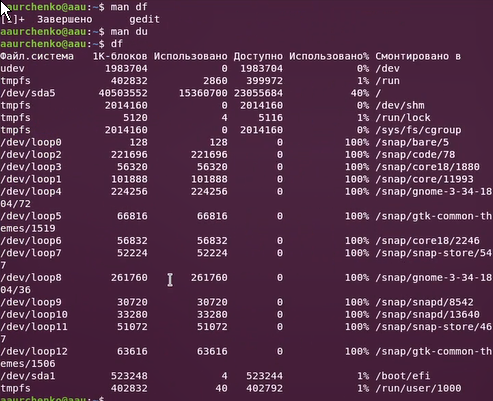 aaurchenko@aau:~$ man df
[1]+  Завершено      gedit
aaurchenko@aau:~$ man du
aaurchenko@aau:~$ df
Файл.система   1K-блоков Использовано Доступно Использовано% Смонтировано в
udev             1983704            0  1983704            0% /dev
tmpfs             402832         2860   399972            1% /run
/dev/sda5       40503552     15360700 23055684           40% /
tmpfs            2014160            0  2014160            0% /dev/shm
tmpfs               5120            4     5116            1% /run/lock
tmpfs            2014160            0  2014160            0% /sys/fs/cgroup
/dev/loop0           128          128        0          100% /snap/bare/5
/dev/loop2        221696       221696        0          100% /snap/code/78
/dev/loop3         56320        56320        0          100% /snap/core18/1880
/dev/loop1        101888       101888        0          100% /snap/core/11993
/dev/loop4        224256       224256        0          100% /snap/gnome-3-34-18
04/72
/dev/loop5         66816        66816        0          100% /snap/gtk-common-th
emes/1519
/dev/loop6         56832        56832        0          100% /snap/core18/2246
/dev/loop7         52224        52224        0          100% /snap/snap-store/54
7
/dev/loop8        261760       261760        0          100% /snap/gnome-3-34-18
04/36
/dev/loop9         30720        30720        0          100% /snap/snapd/8542
/dev/loop10        33280        33280        0          100% /snap/snapd/13640
/dev/loop11        51072        51072        0          100% /snap/snap-store/46
7
/dev/loop12        63616        63616        0          100% /snap/gtk-common-th
emes/1506
/dev/sda1         523248            4   523244            1% /boot/efi
tmpfs             402832           40   402792            1% /run/user/1000
aaurchenko@aau:~$